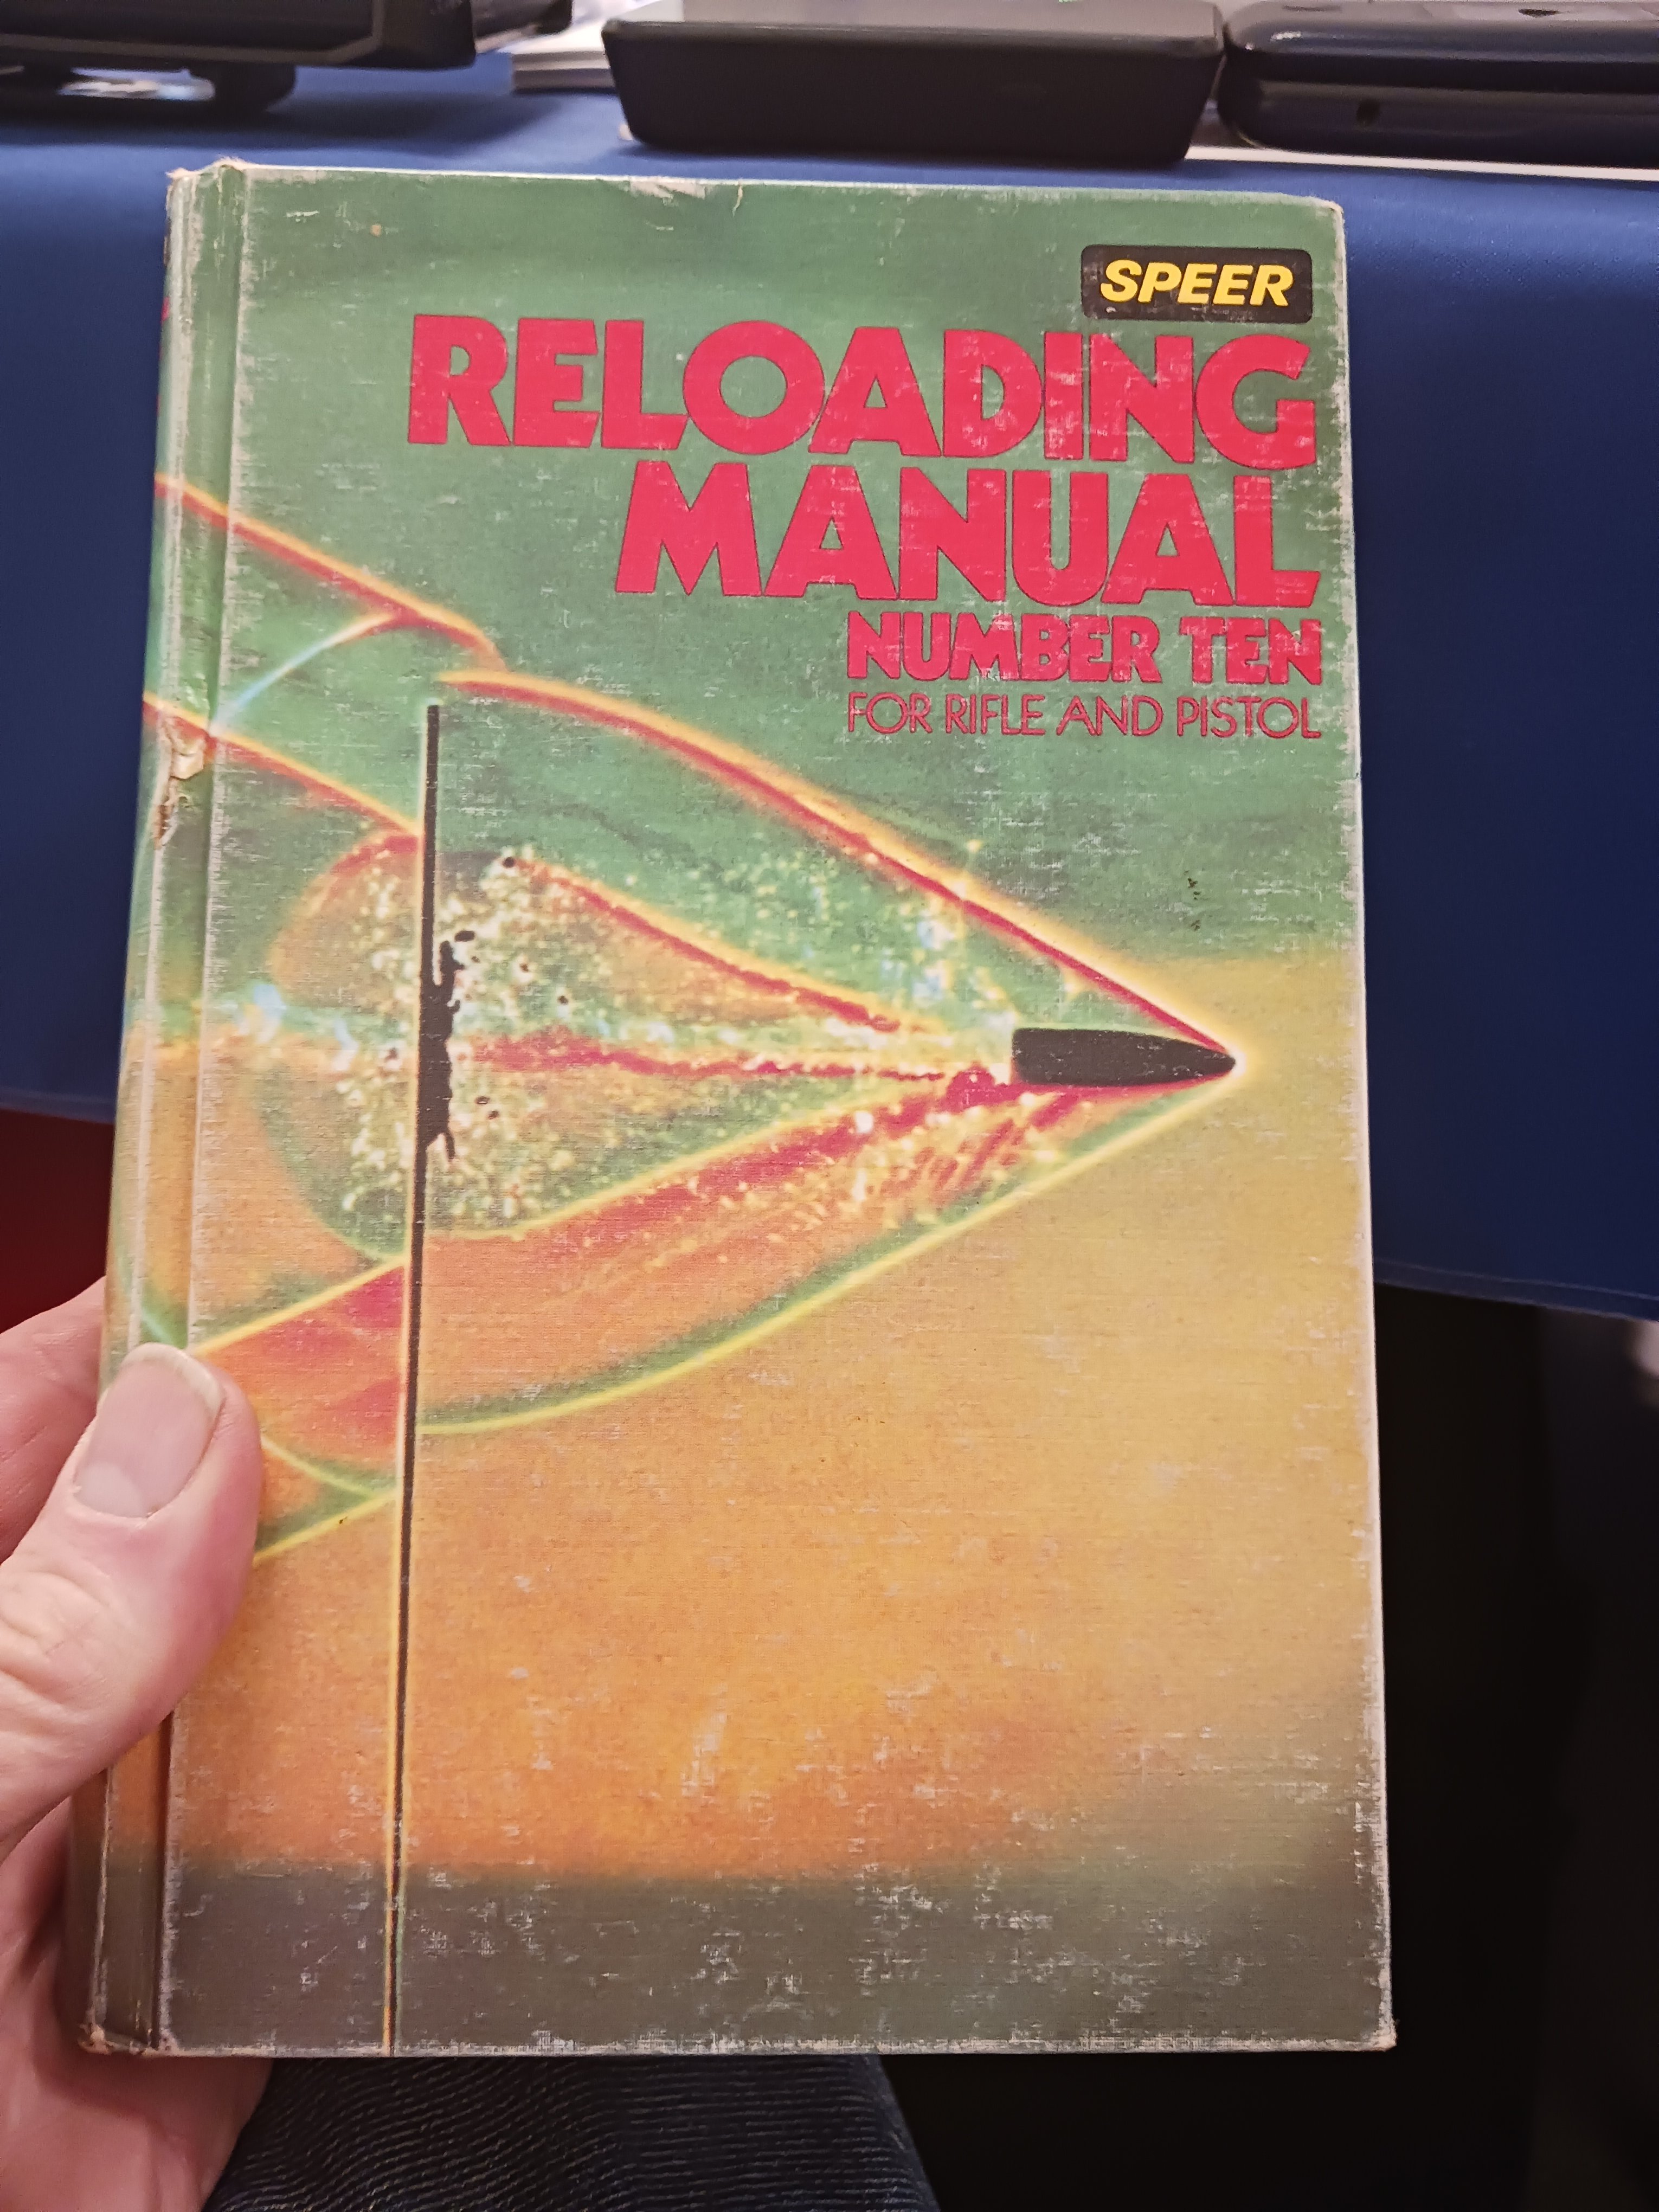 SPEER
RELOADING
MANUAL
NUMBER TEN
FOR RIFLE AND PISTOL